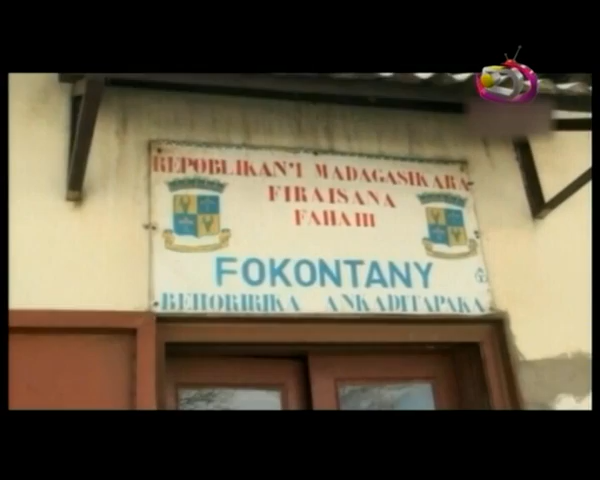 REPOBLIKAN'I MADAGASIKARA
FIRAISANA
FAHA III
FOKONTANY
BEHORIRIKA ANKADITAPAKA